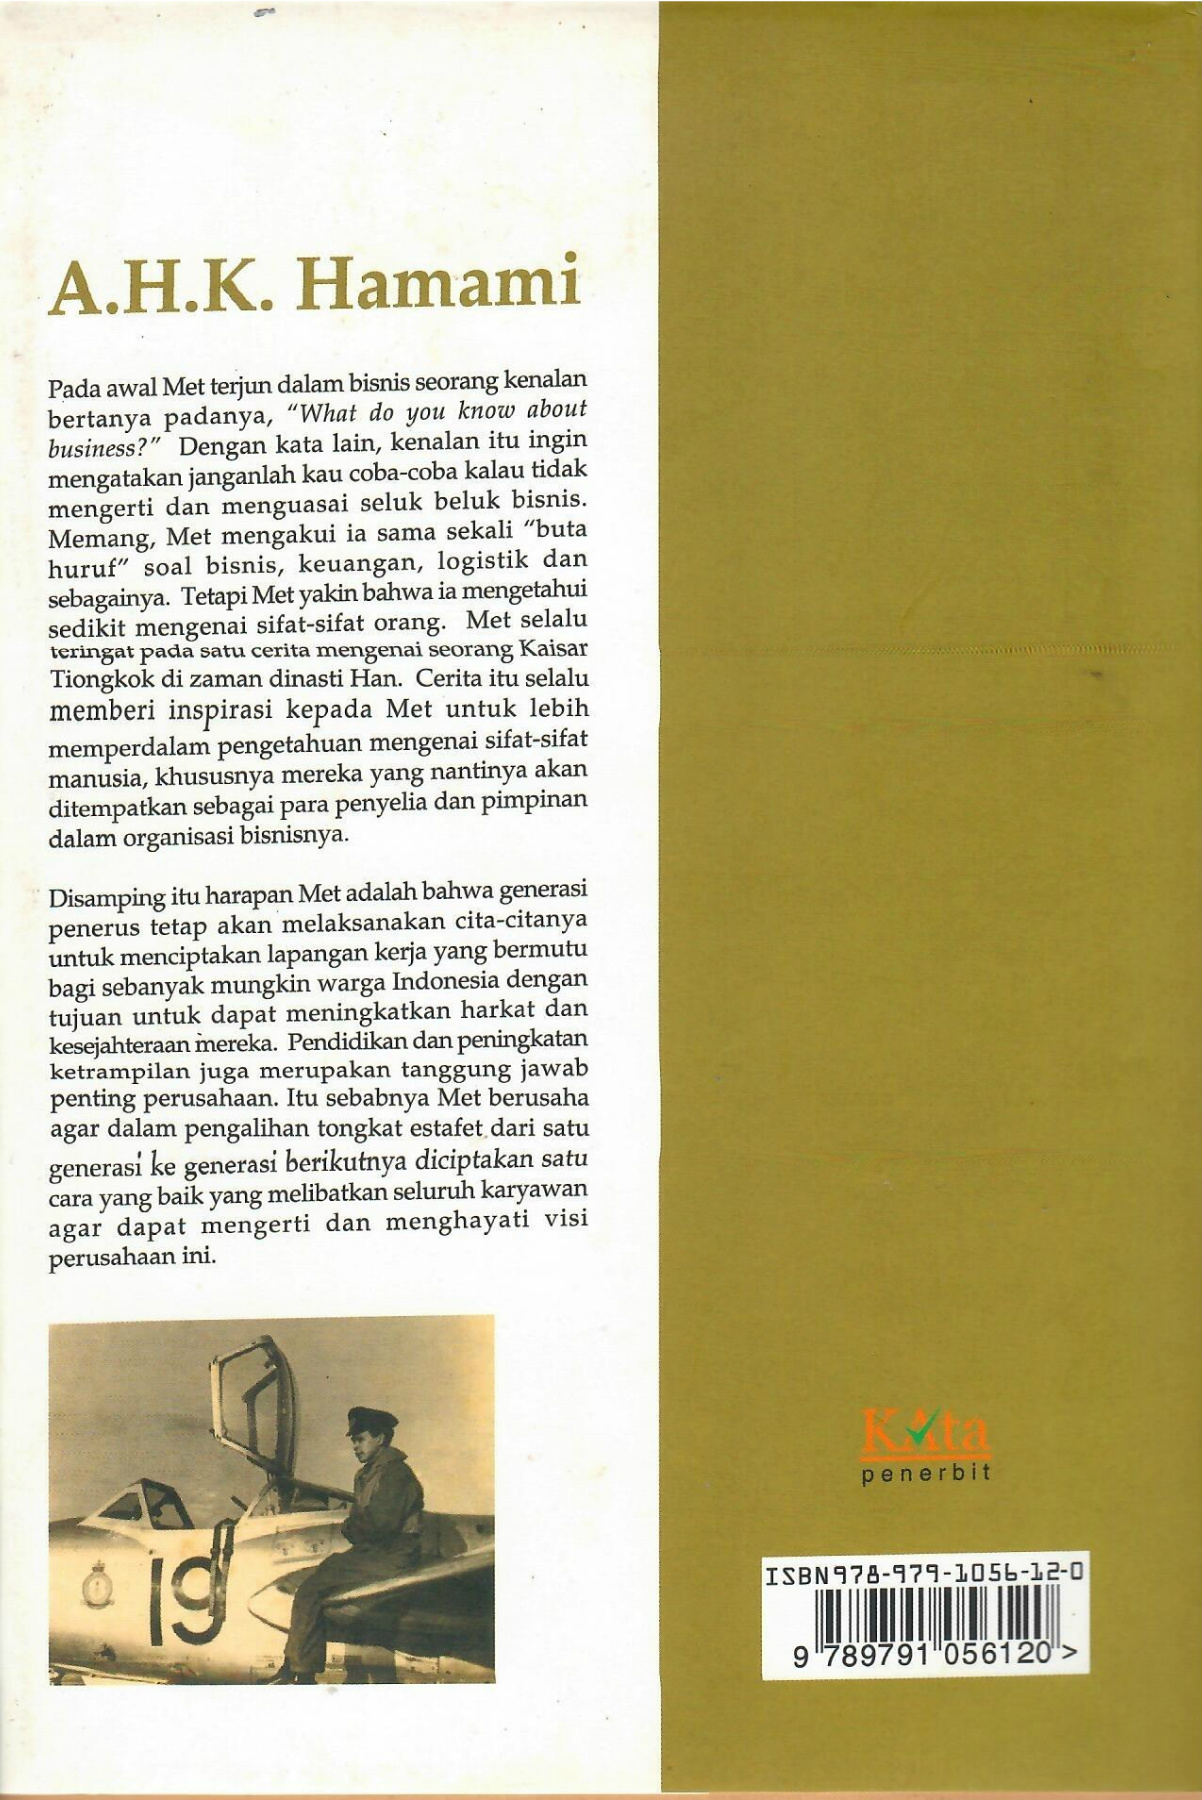 A.H.K. Hamami
Pada awal Met terjun dalam bisnis seorang kenalan
bertanya padanya, "What do you know about
business?" Dengan kata lain, kenalan itu ingin
mengatakan janganlah kau coba-coba kalau tidak
mengerti dan menguasai seluk beluk bisnis.
Memang, Met mengakui ia sama sekali "buta
huruf" soal bisnis, keuangan, logistik dan
sebagainya. Tetapi Met yakin bahwa ia mengetahui
sedikit mengenai sifat-sifat orang. Met selalu
teringat pada satu cerita mengenai seorang Kaisar
Tiongkok di zaman dinasti Han. Cerita itu selalu
memberi inspirasi kepada Met untuk lebih
memperdalam pengetahuan mengenai sifat-sifat
manusia, khususnya mereka yang nantinya akan
ditempatkan sebagai para penyelia dan pimpinan
dalam organisasi bisnisnya.
Disamping itu harapan Met adalah bahwa generasi
penerus tetap akan melaksanakan cita-citanya
untuk menciptakan lapangan kerja yang bermutu
bagi sebanyak mungkin warga Indonesia dengan
tujuan untuk dapat meningkatkan harkat dan
kesejahteraan mereka. Pendidikan dan peningkatan
ketrampilan juga merupakan tanggung jawab
penting perusahaan. Itu sebabnya Met berusaha
agar dalam pengalihan tongkat estafet dari satu
generasi ke generasi berikutnya diciptakan satu
cara yang baik yang melibatkan seluruh karyawan
agar dapat mengerti dan menghayati visi
perusahaan ini.
19
KAta
penerbit
ISBN 978-979-1056-12-0
9 789791 056120 >